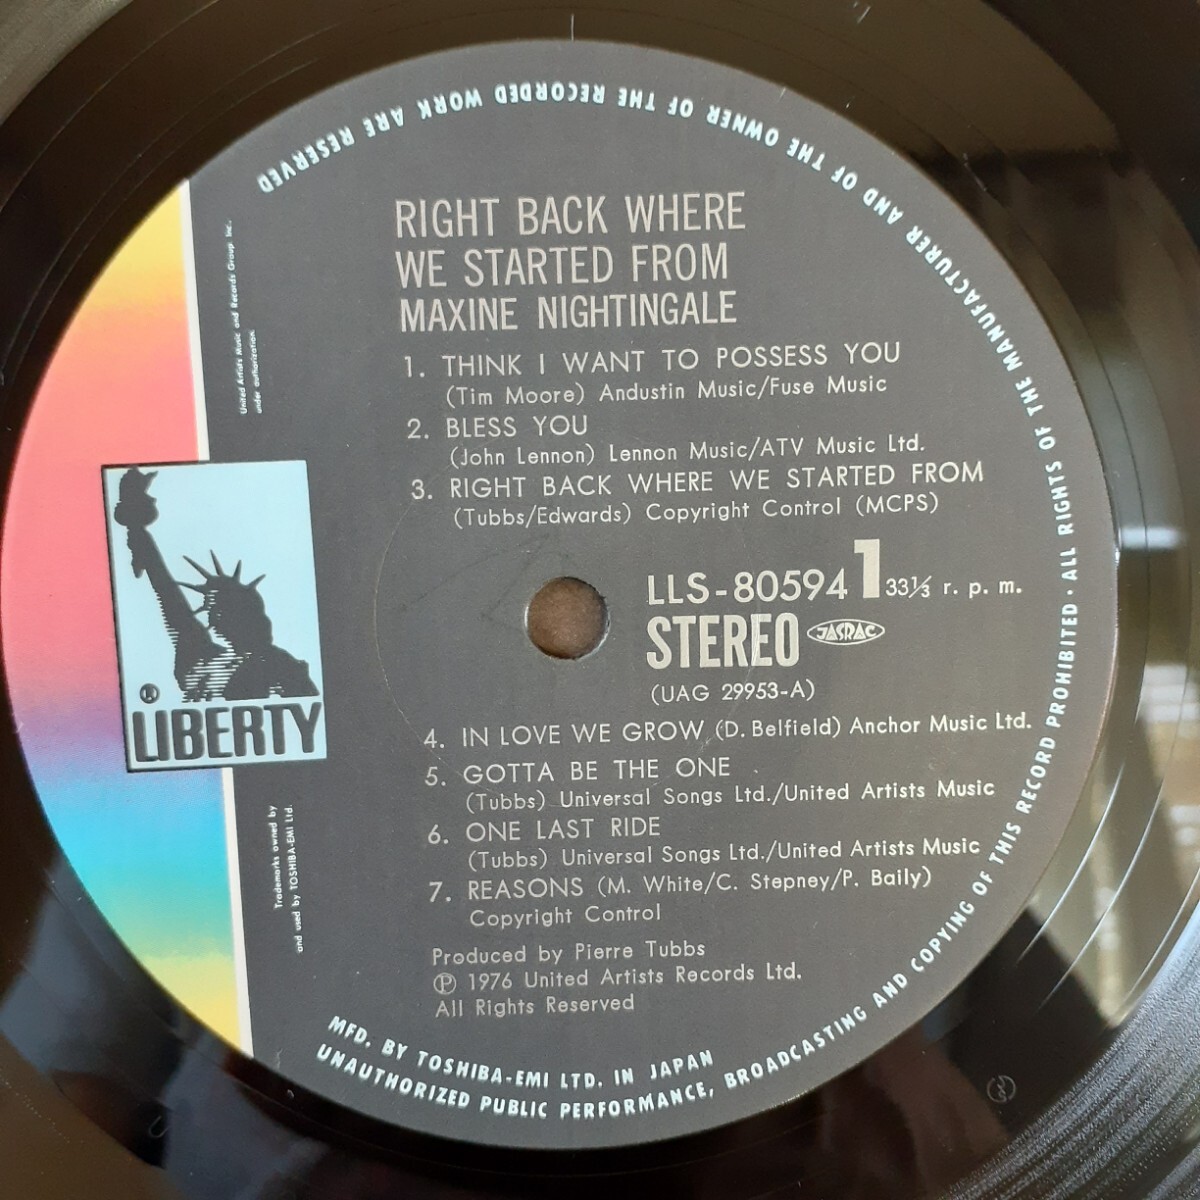 RIGHT BACK WHERE
WE STARTED FROM
MAXINE NIGHTINGALE
1. THINK I WANT TO POSSESS YOU
(Tim Moore) Andustin Music/Fuse Music
2. BLESS YOU
(John Lennon) Lennon Music/ATV Music Ltd.
3. RIGHT BACK WHERE WE STARTED FROM
(Tubbs/Edwards) Copyright Control (MCPS)
LLS-80594 1 33⅓ r. p. m.
STEREO JASRAC
(UAG 29953-A)
4. IN LOVE WE GROW (D. Belfield) Anchor Music Ltd.
5. GOTTA BE THE ONE
(Tubbs) Universal Songs Ltd./United Artists Music
6. ONE LAST RIDE
(Tubbs) Universal Songs Ltd./United Artists Music
7. REASONS (M. White/C. Stepney/P. Baily)
Copyright Control
Produced by Pierre Tubbs
Ⓟ 1976 United Artists Records Ltd.
All Rights Reserved
® LIBERTY
United Artists Music and Records Group, Inc.
under authorization.
Trademarks owned by
and used by TOSHIBA-EMI Ltd.
MFD. BY TOSHIBA-EMI LTD. IN JAPAN
UNAUTHORIZED PUBLIC PERFORMANCE, BROADCASTING AND COPYING OF THIS RECORD PROHIBITED · ALL RIGHTS OF THE MANUFACTURER AND OF THE OWNER OF THE RECORDED WORK ARE RESERVED